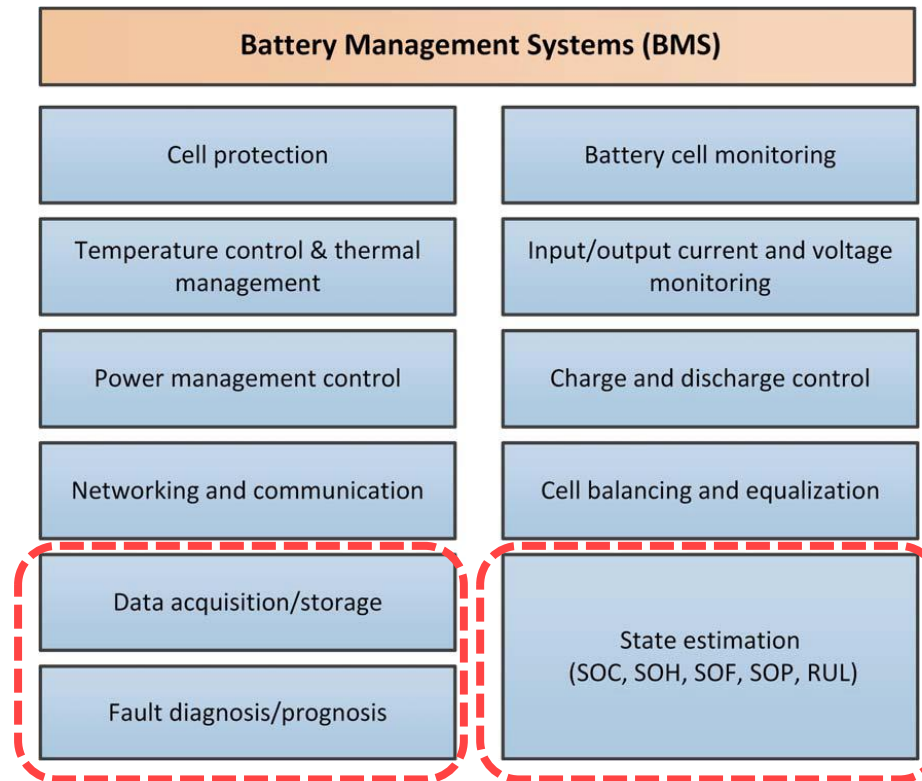 Battery Management Systems (BMS)
Cell protection
Battery cell monitoring
Temperature control & thermal
management
Input/output current and voltage
monitoring
Power management control
Charge and discharge control
Networking and communication
Cell balancing and equalization
Data acquisition/storage
Fault diagnosis/prognosis
State estimation
(SOC, SOH, SOF, SOP, RUL)